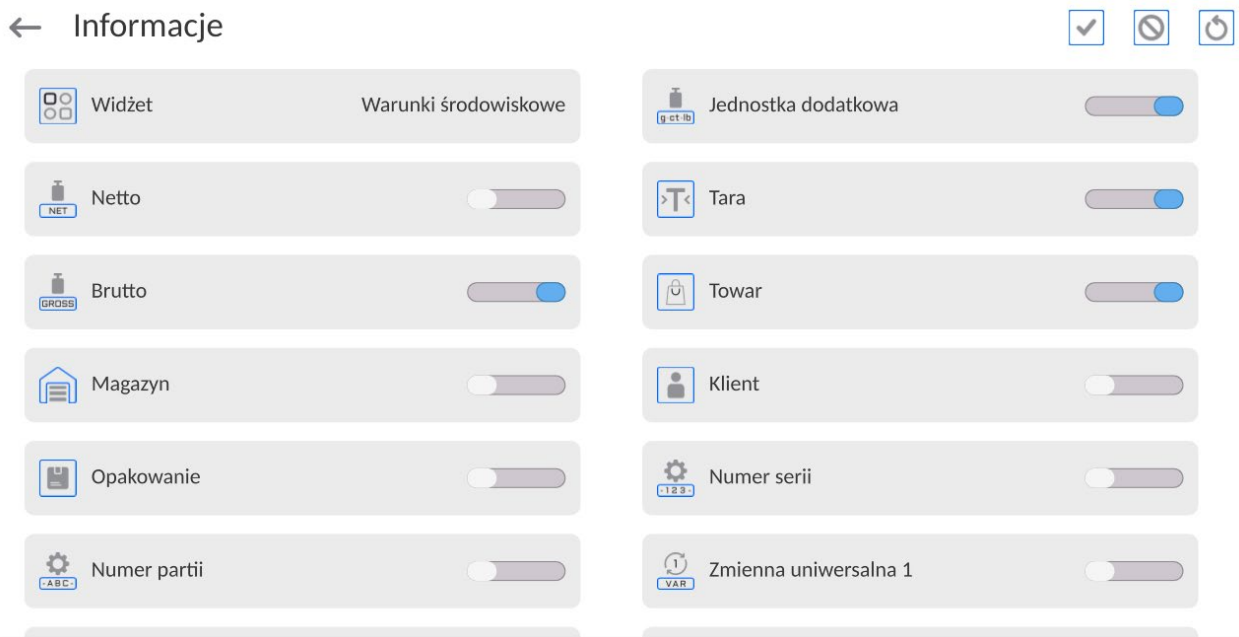 Informacje
Widżet Warunki środowiskowe
g·ct·lb Jednostka dodatkowa
NET Netto
>T< Tara
GROSS Brutto
Towar
Magazyn
Klient
Opakowanie
·123· Numer serii
·ABC· Numer partii
1 VAR Zmienna uniwersalna 1